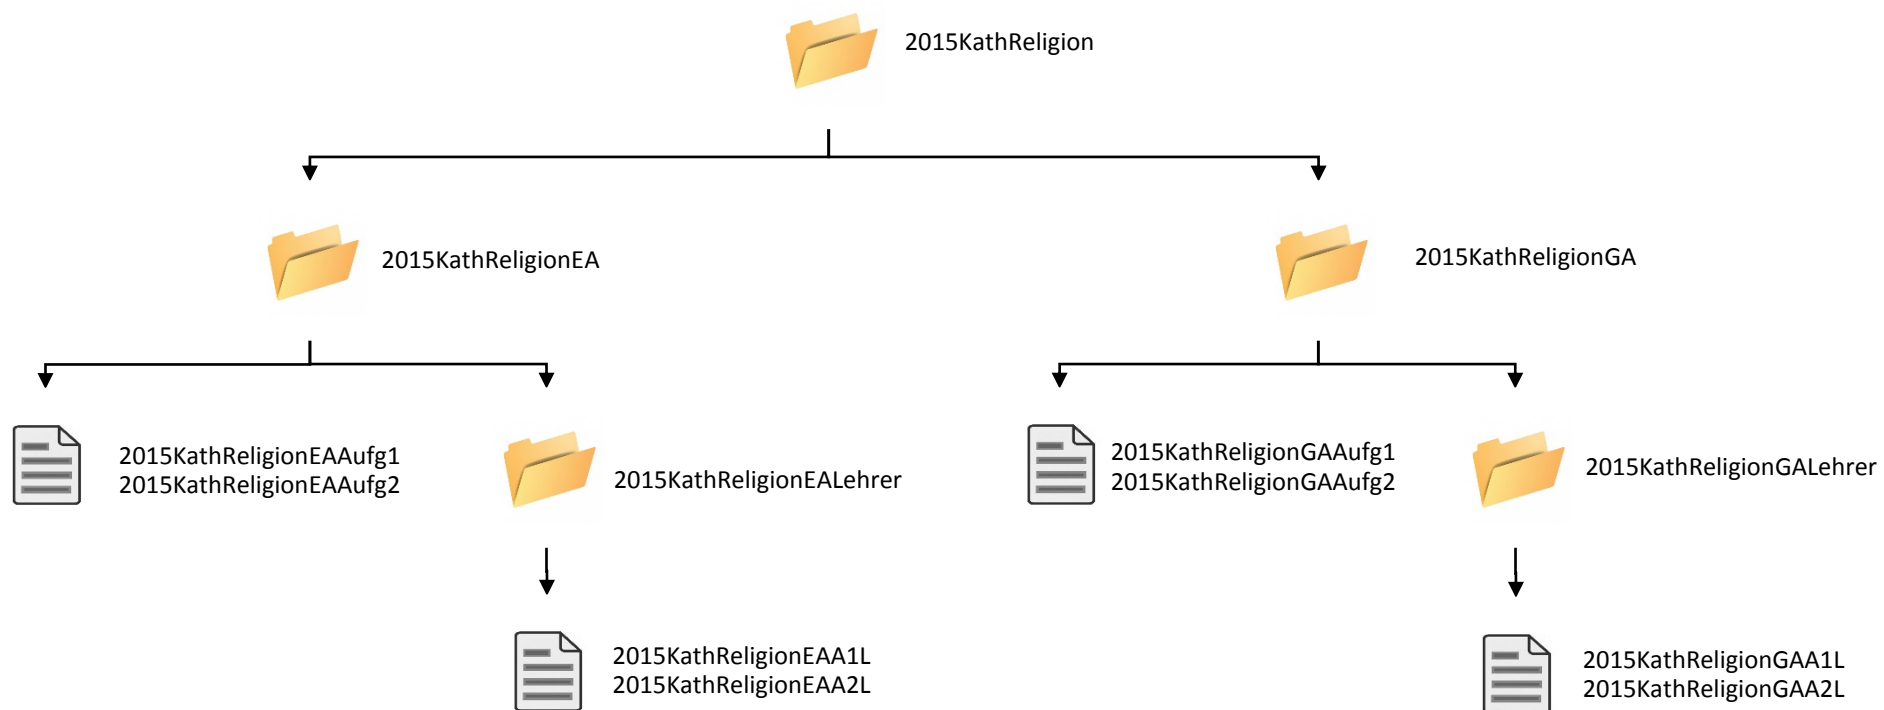 2015KathReligion
2015KathReligionEA
2015KathReligionGA
2015KathReligionEAAufg1
2015KathReligionEAAufg2
2015KathReligionEALehrer
2015KathReligionGAAufg1
2015KathReligionGAAufg2
2015KathReligionGALehrer
2015KathReligionEAA1L
2015KathReligionEAA2L
2015KathReligionGAA1L
2015KathReligionGAA2L